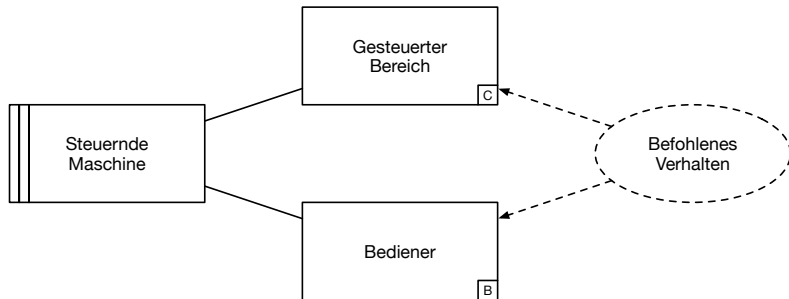 Gesteuerter
Bereich
C
Steuernde
Maschine
Befohlenes
Verhalten
Bediener
B